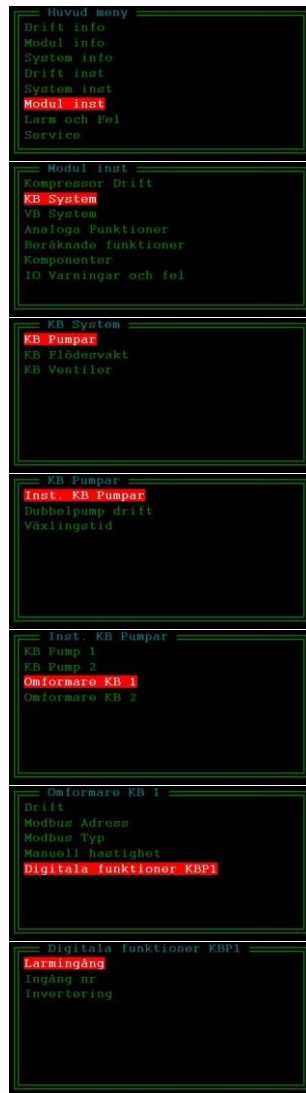 Huvud meny
Drift info
Modul info
System info
Drift inst
System inst
Modul inst
Larm och Fel
Service
Modul inst
Kompressor Drift
KB System
VB System
Analoga Funktioner
Beräknade funktioner
Komponenter
IO Varningar och fel
KB System
KB Pumpar
KB Flödesvakt
KB Ventiler
KB Pumpar
Inst. KB Pumpar
Dubbelpump drift
Växlingstid
Inst. KB Pumpar
KB Pump 1
KB Pump 2
Omformare KB 1
Omformare KB 2
Omformare KB 1
Drift
Modbus Adress
Modbus Typ
Manuell hastighet
Digitala funktioner KBP1
Digitala funktioner KBP1
Larmingång
Ingång nr
Invertering